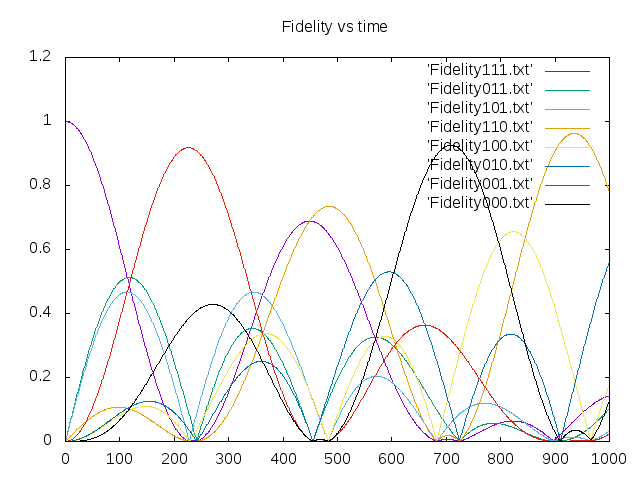 Fidelity vs time
1.2
1
0.8
0.6
0.4
0.2
0
0 100 200 300 400 500 600 700 800 900 1000
'Fidelity111.txt'
'Fidelity011.txt'
'Fidelity101.txt'
'Fidelity110.txt'
'Fidelity100.txt'
'Fidelity010.txt'
'Fidelity001.txt'
'Fidelity000.txt'